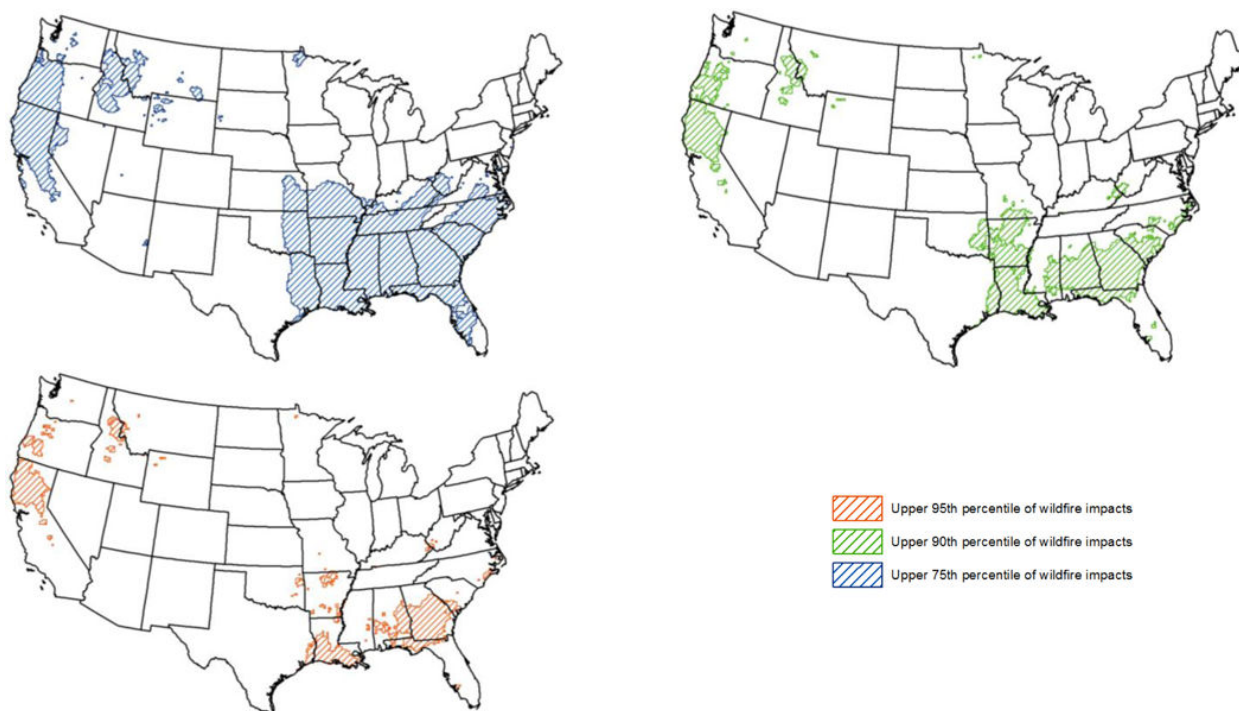 Upper 95th percentile of wildfire impacts
Upper 90th percentile of wildfire impacts
Upper 75th percentile of wildfire impacts